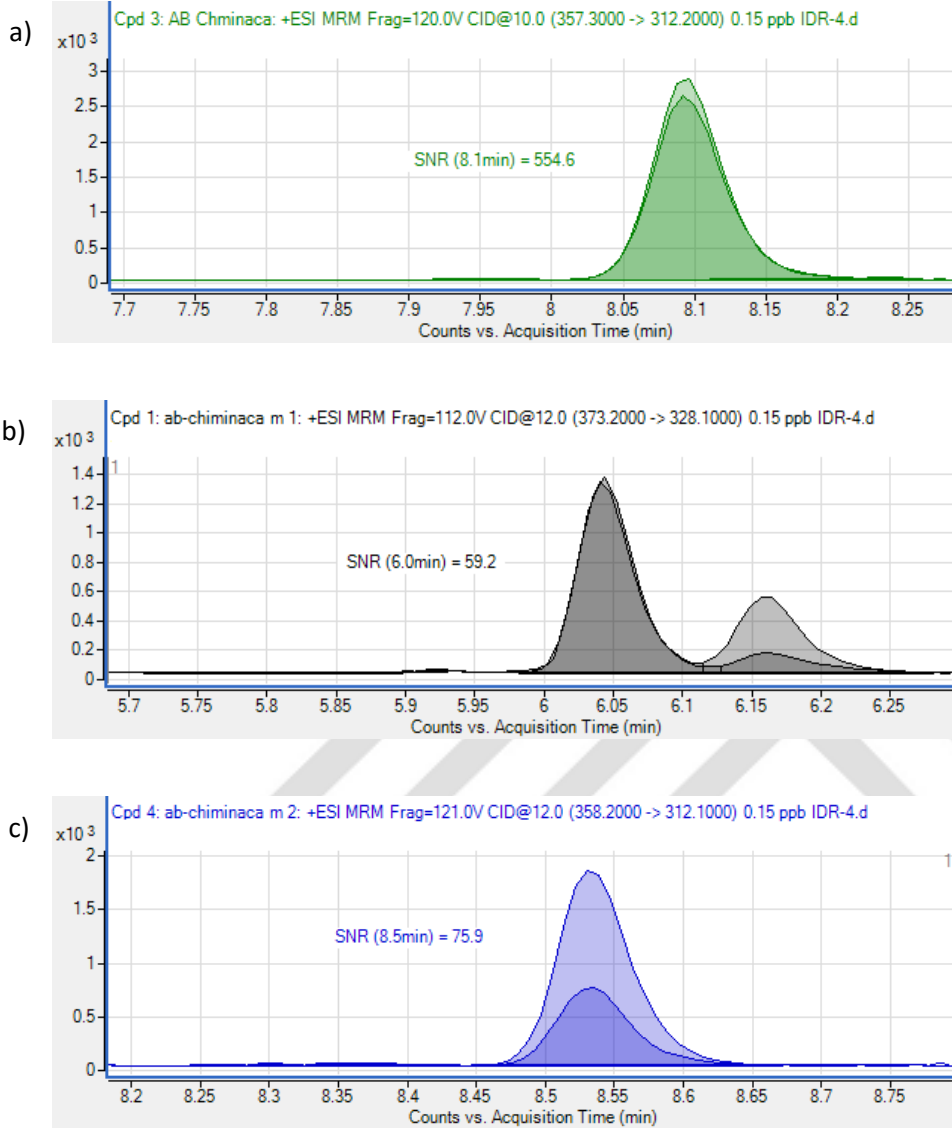 a)
Cpd 3: AB Chminaca: +ESI MRM Frag=120.0V CID@10.0 (357.3000 -> 312.2000) 0.15 ppb IDR-4.d
x10 3
3
2.5
2
1.5
1
0.5
0
SNR (8.1min) = 554.6
7.7 7.75 7.8 7.85 7.9 7.95 8 8.05 8.1 8.15 8.2 8.25
Counts vs. Acquisition Time (min)
b)
Cpd 1: ab-chiminaca m 1: +ESI MRM Frag=112.0V CID@12.0 (373.2000 -> 328.1000) 0.15 ppb IDR-4.d
x10 3
1
1.4
1.2
1
0.8
0.6
0.4
0.2
0
SNR (6.0min) = 59.2
5.7 5.75 5.8 5.85 5.9 5.95 6 6.05 6.1 6.15 6.2 6.25
Counts vs. Acquisition Time (min)
c)
Cpd 4: ab-chiminaca m 2: +ESI MRM Frag=121.0V CID@12.0 (358.2000 -> 312.1000) 0.15 ppb IDR-4.d
x10 3
1
2
1
0.5
0
SNR (8.5min) = 75.9
8.2 8.25 8.3 8.35 8.4 8.45 8.5 8.55 8.6 8.65 8.7 8.75
Counts vs. Acquisition Time (min)